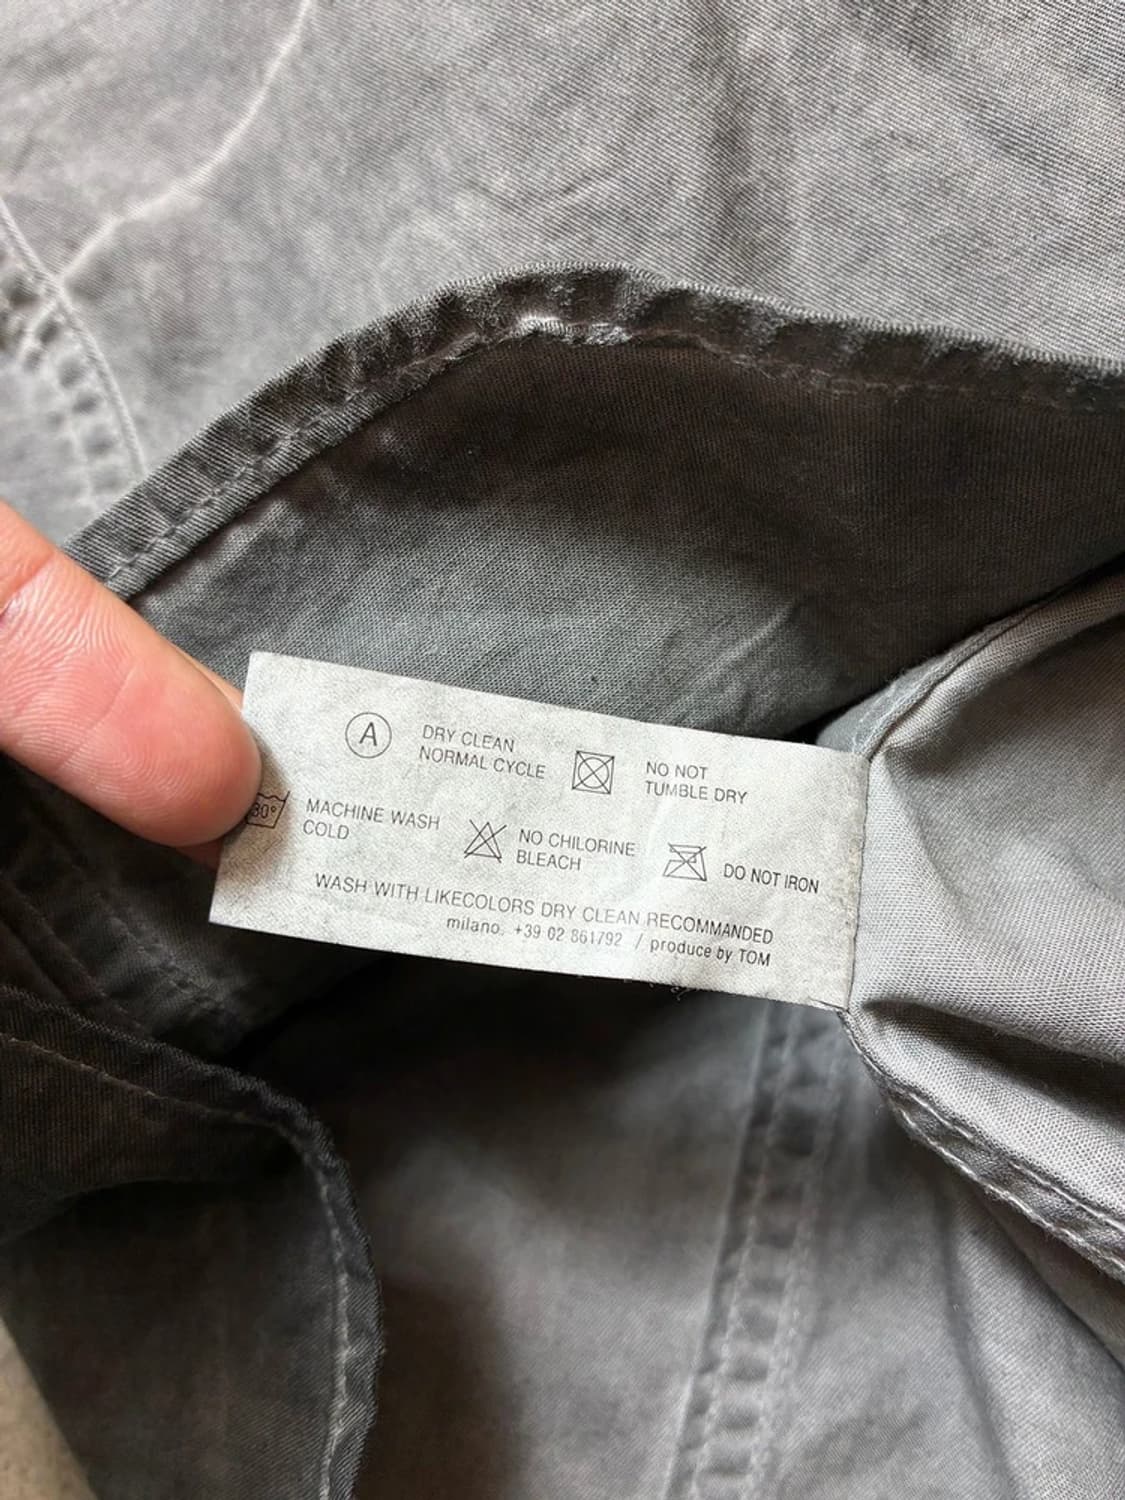 A DRY CLEAN
NORMAL CYCLE
NO NOT
TUMBLE DRY
30° MACHINE WASH
COLD
NO CHILORINE
BLEACH
DO NOT IRON
WASH WITH LIKECOLORS DRY CLEAN RECOMMANDED
milano. +39 02 861792 / produce by TOM